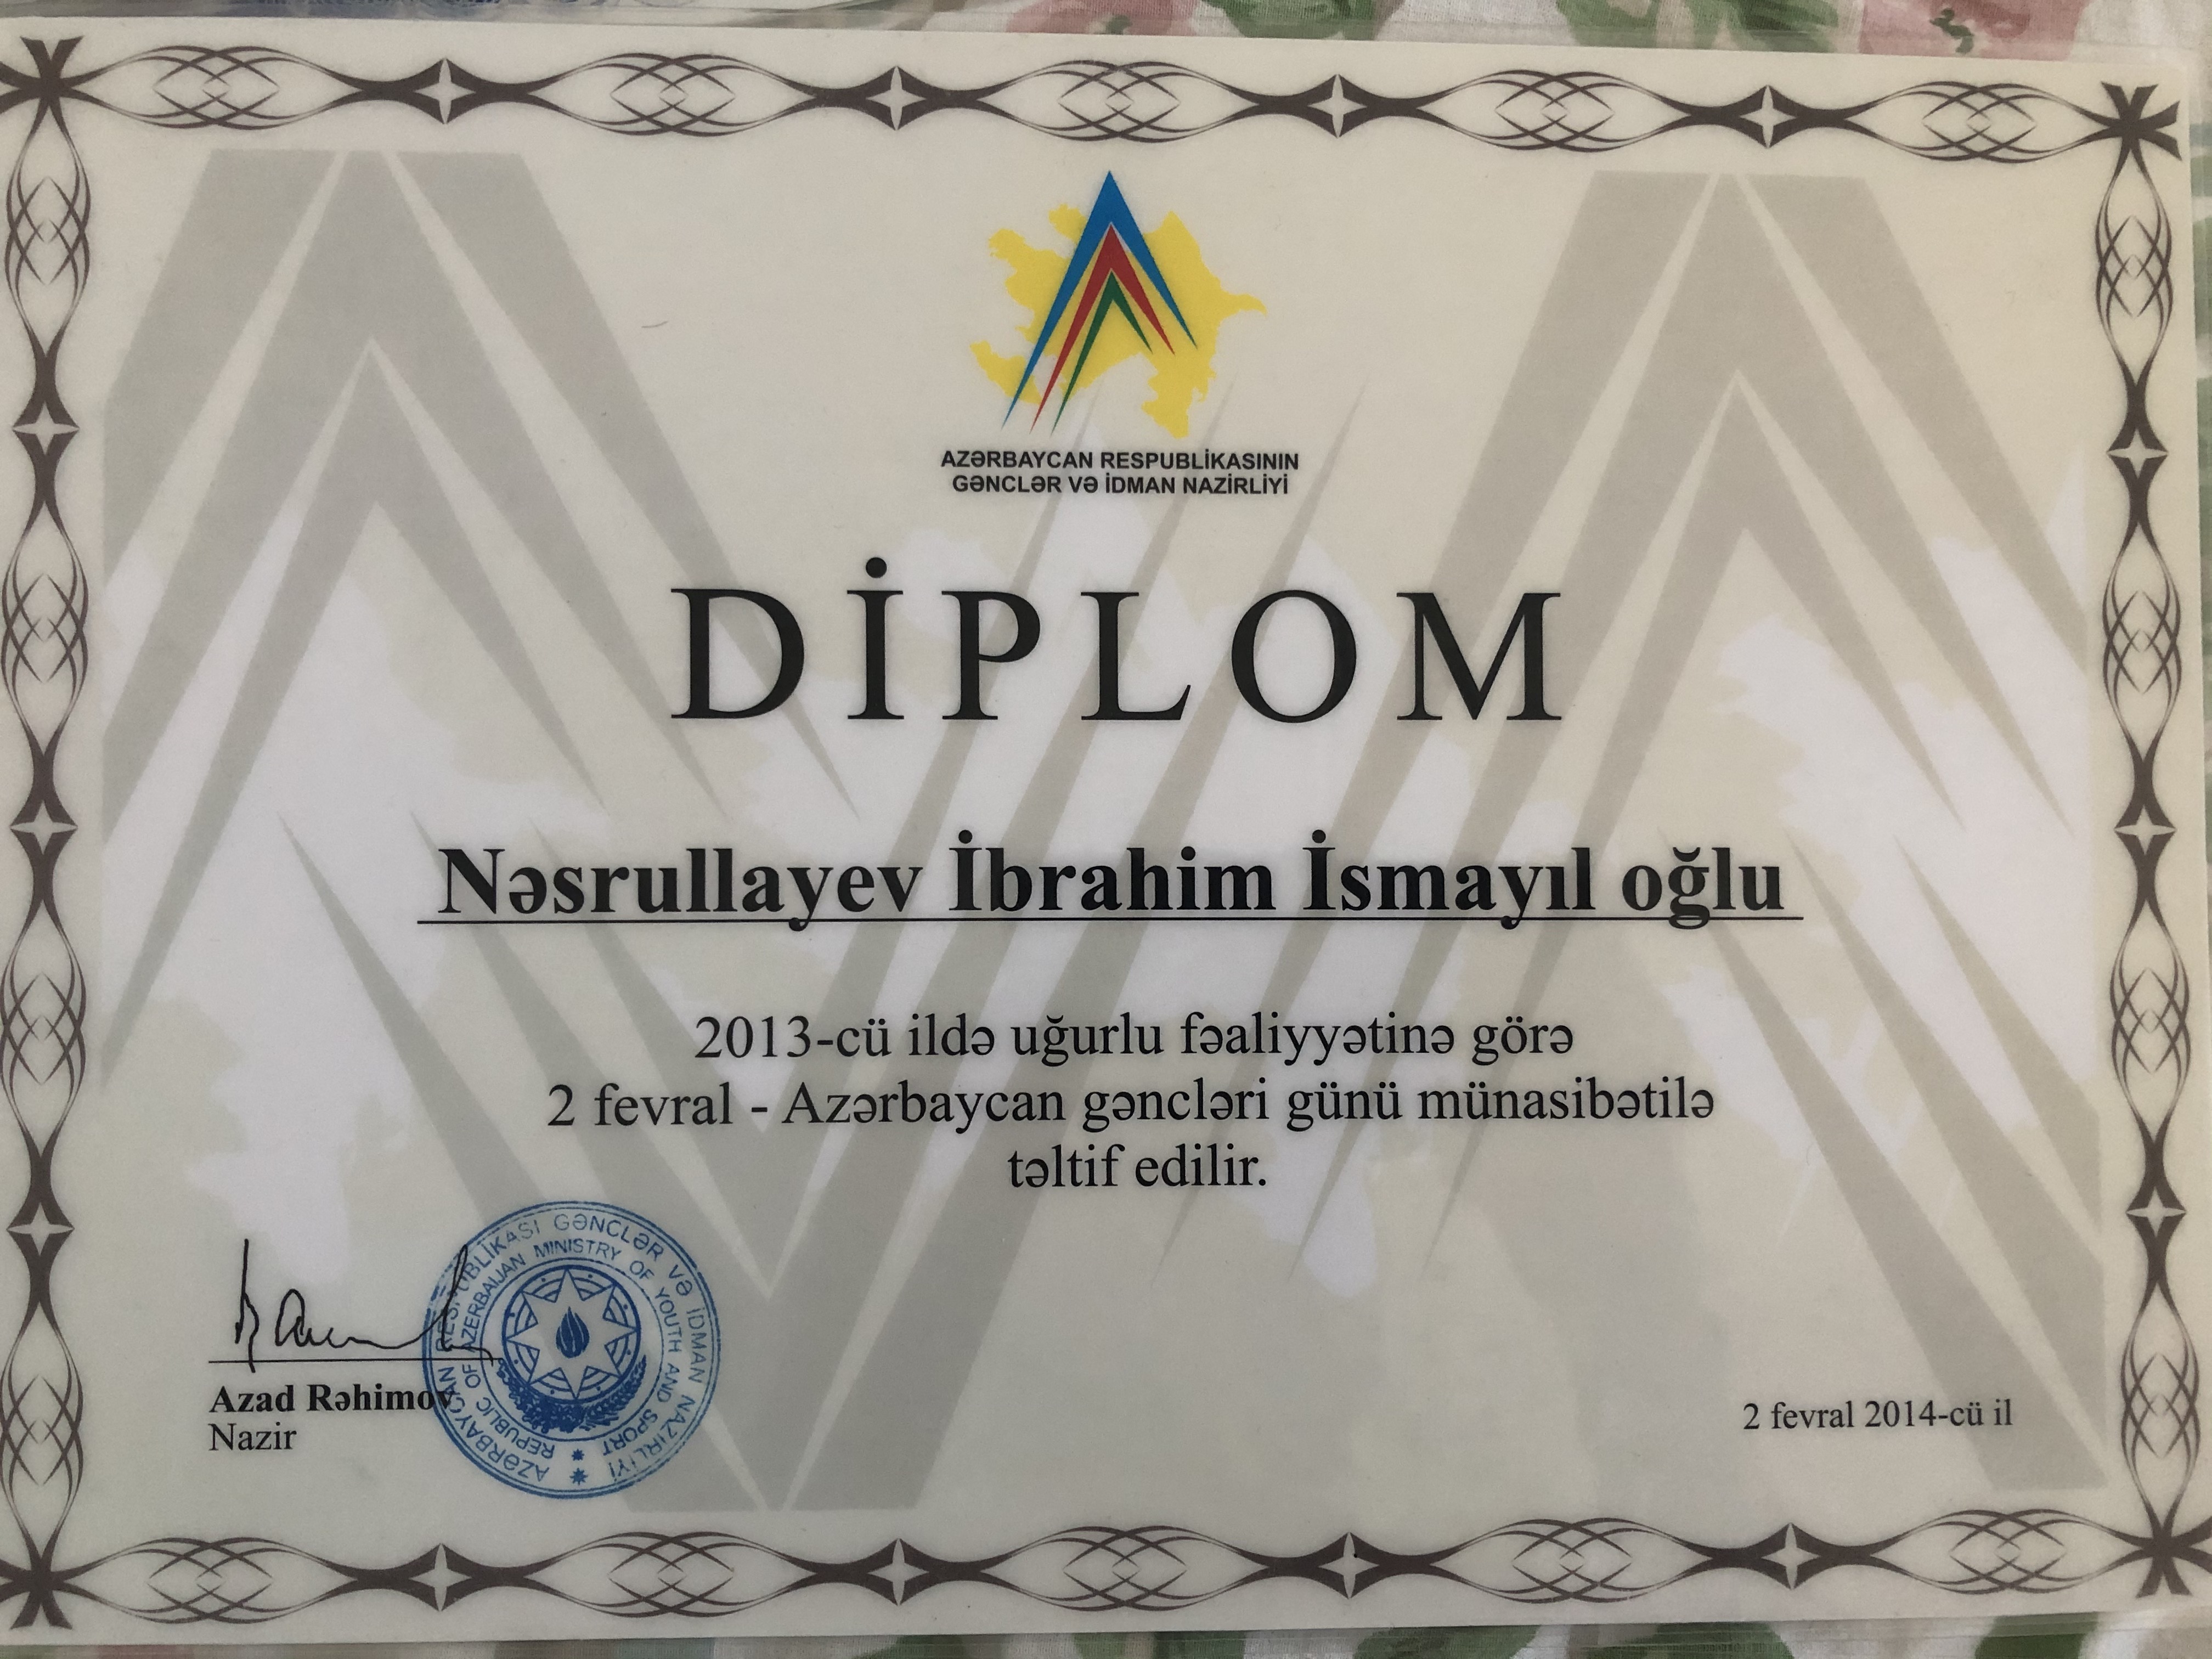 AZƏRBAYCAN RESPUBLİKASININ
GƏNCLƏR VƏ İDMAN NAZİRLİYİ
DİPLOM
Nəsrullayev İbrahim İsmayıl oğlu
2013-cü ildə uğurlu fəaliyyətinə görə
2 fevral - Azərbaycan gəncləri günü münasibətilə
təltif edilir.
Azad Rəhimov
Nazir
AZƏRBAYCAN RESPUBLİKASI GƏNCLƏR VƏ İDMAN NAZİRLİYİ
REPUBLIC OF AZERBAIJAN MINISTRY OF YOUTH AND SPORT
2 fevral 2014-cü il